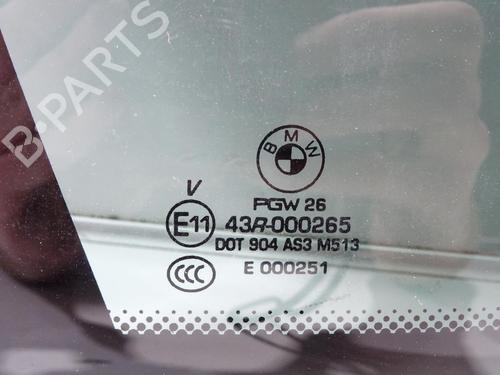 B-PARTS
BMW
PGW 26
V
E11 43R-000265
DOT 904 AS3 M513
CCC E 000251